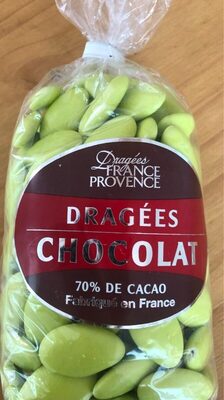 Dragées
FRANCE
PROVENCE
DRAGÉES
CHOCOLAT
70% DE CACAO
Fabriqué en France